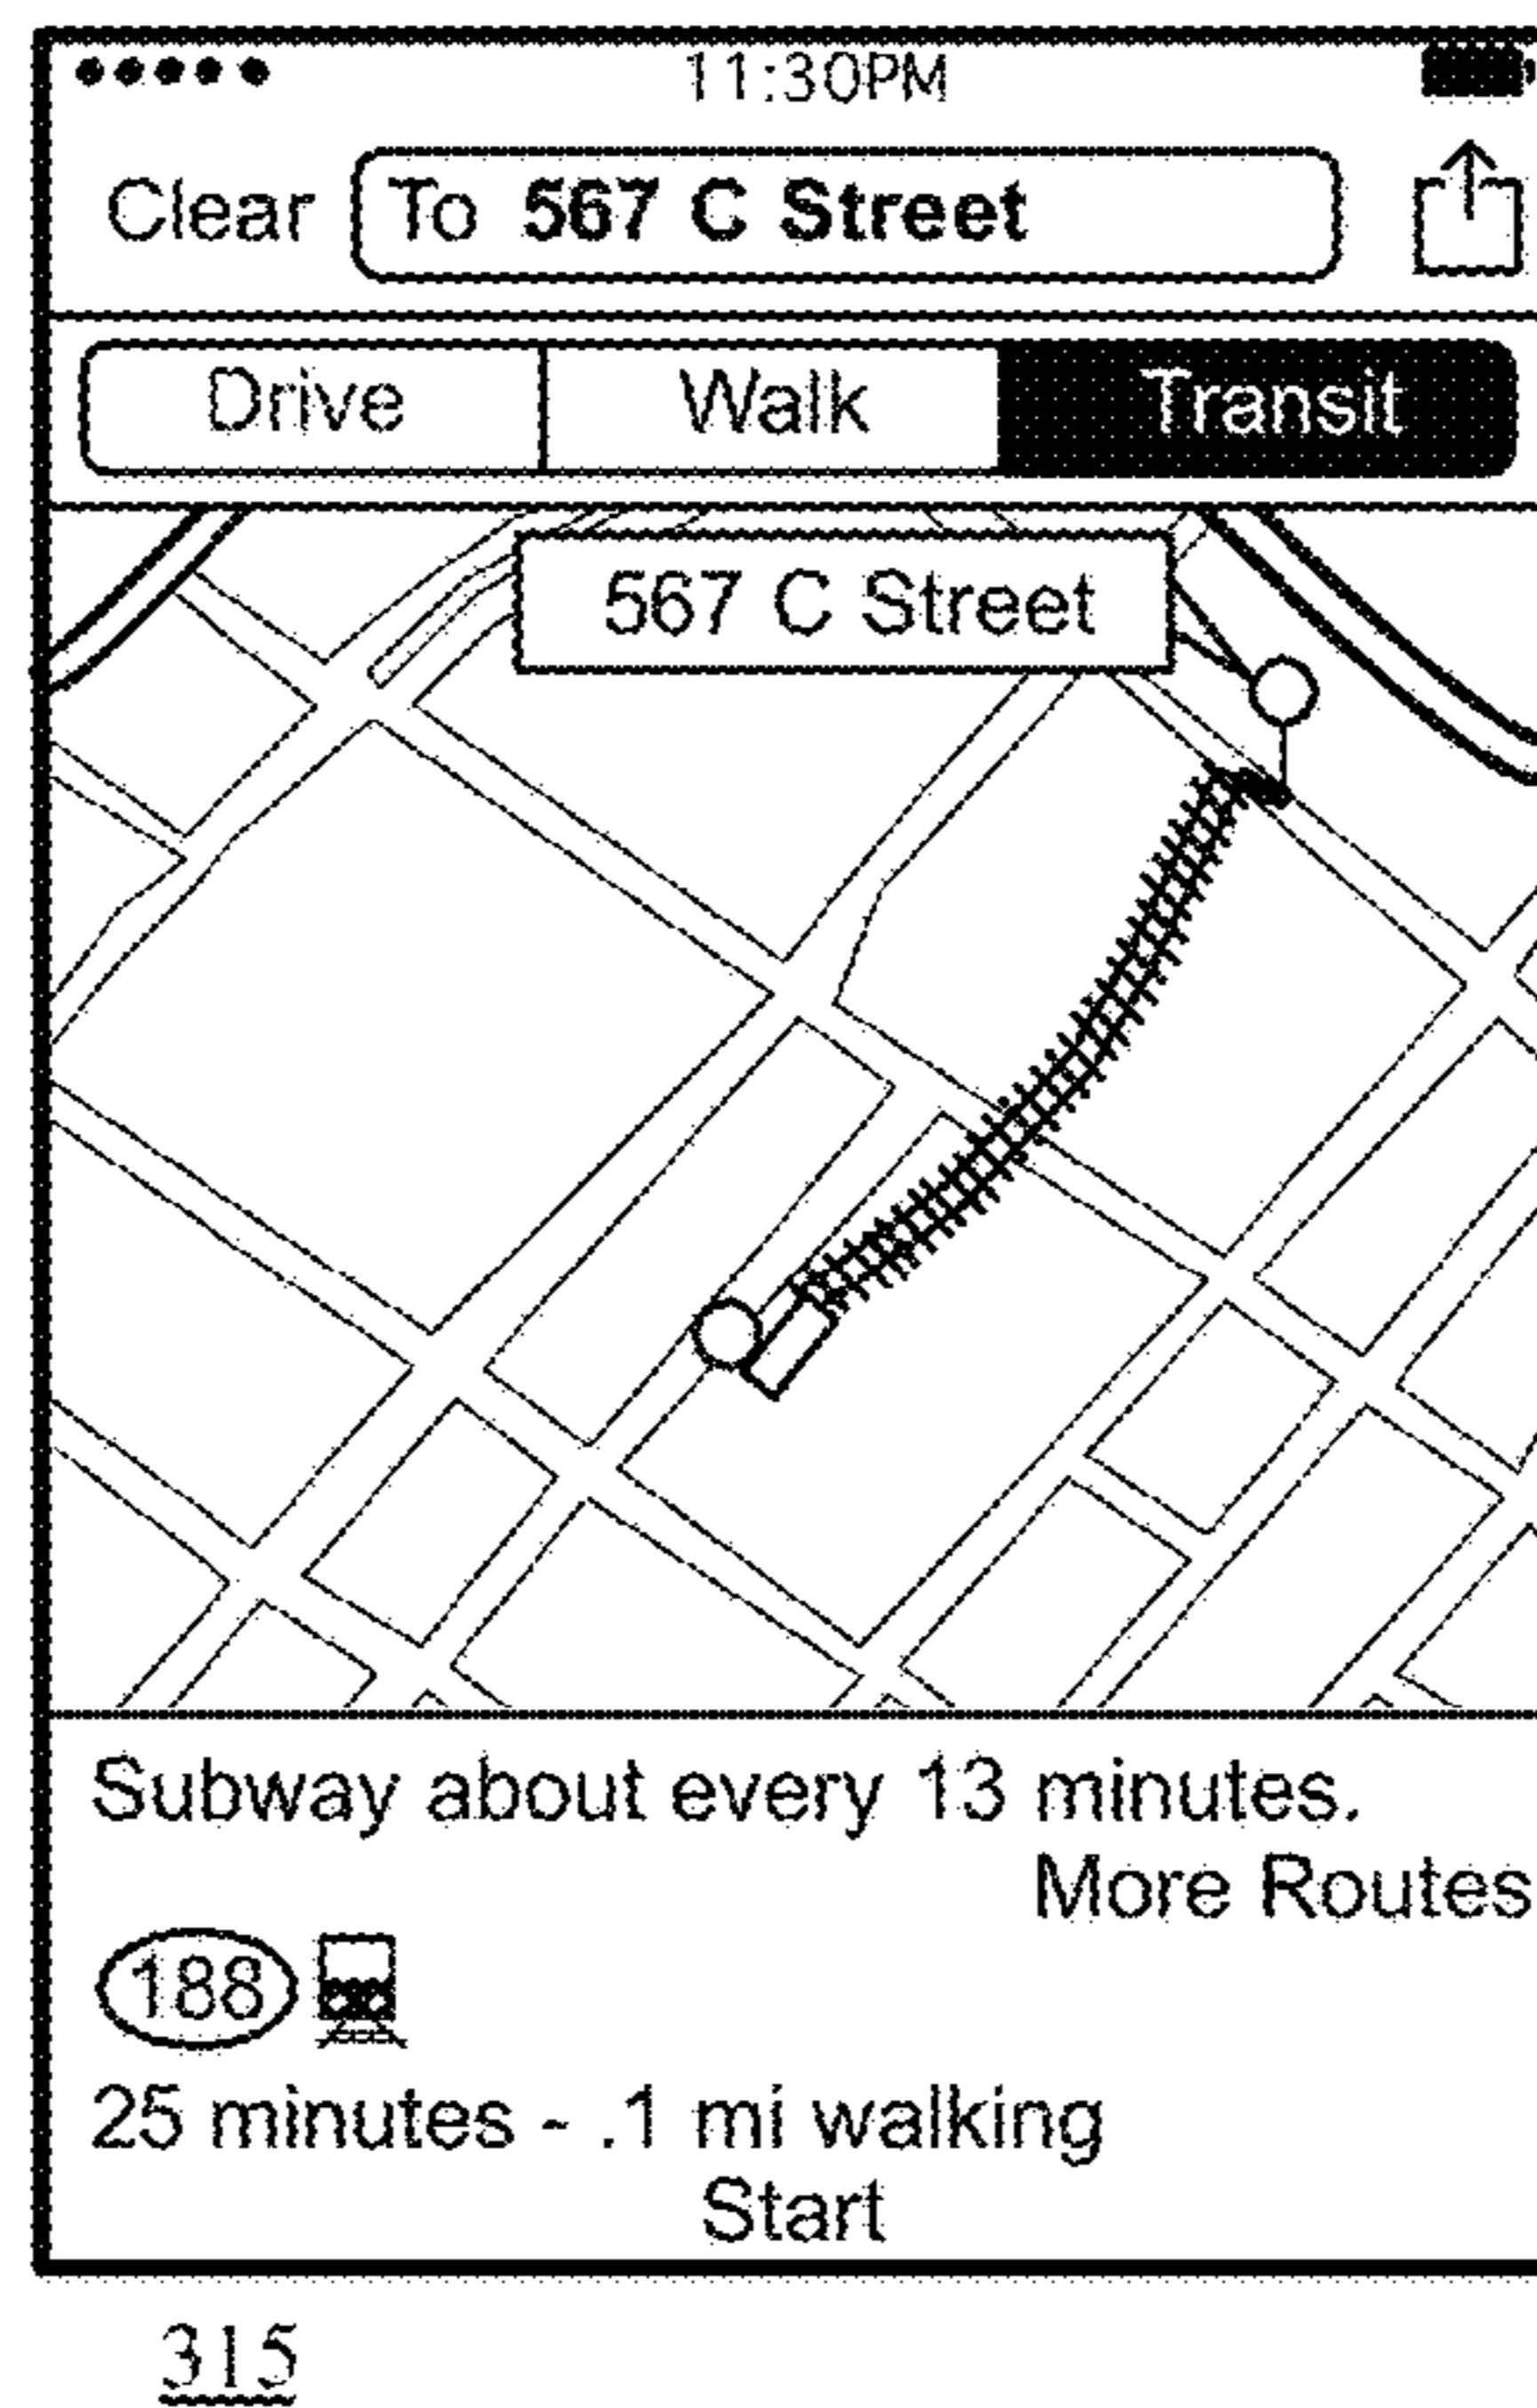 11:30PM
Clear To 567 C Street
Drive Walk Transit
567 C Street
Subway about every 13 minutes.
More Routes
188
25 minutes - .1 mi walking
Start
315